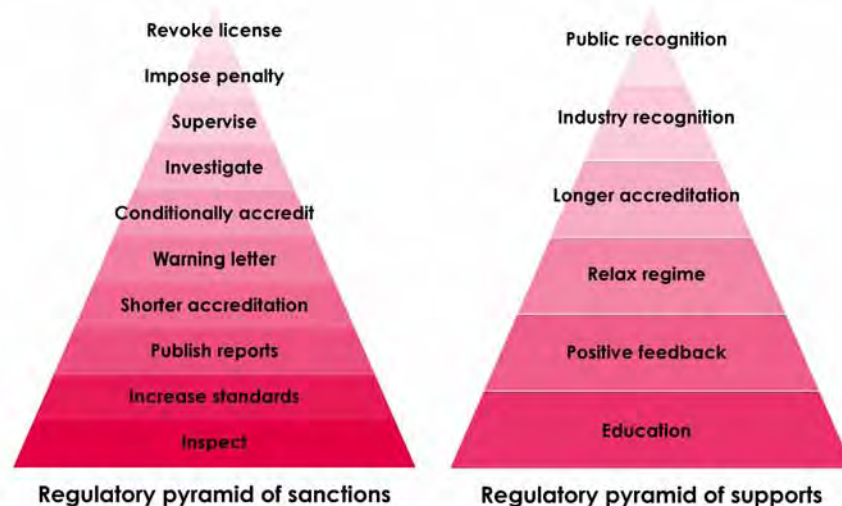 Revoke license
Impose penalty
Supervise
Investigate
Conditionally accredit
Warning letter
Shorter accreditation
Publish reports
Increase standards
Inspect
Regulatory pyramid of sanctions
Public recognition
Industry recognition
Longer accreditation
Relax regime
Positive feedback
Education
Regulatory pyramid of supports